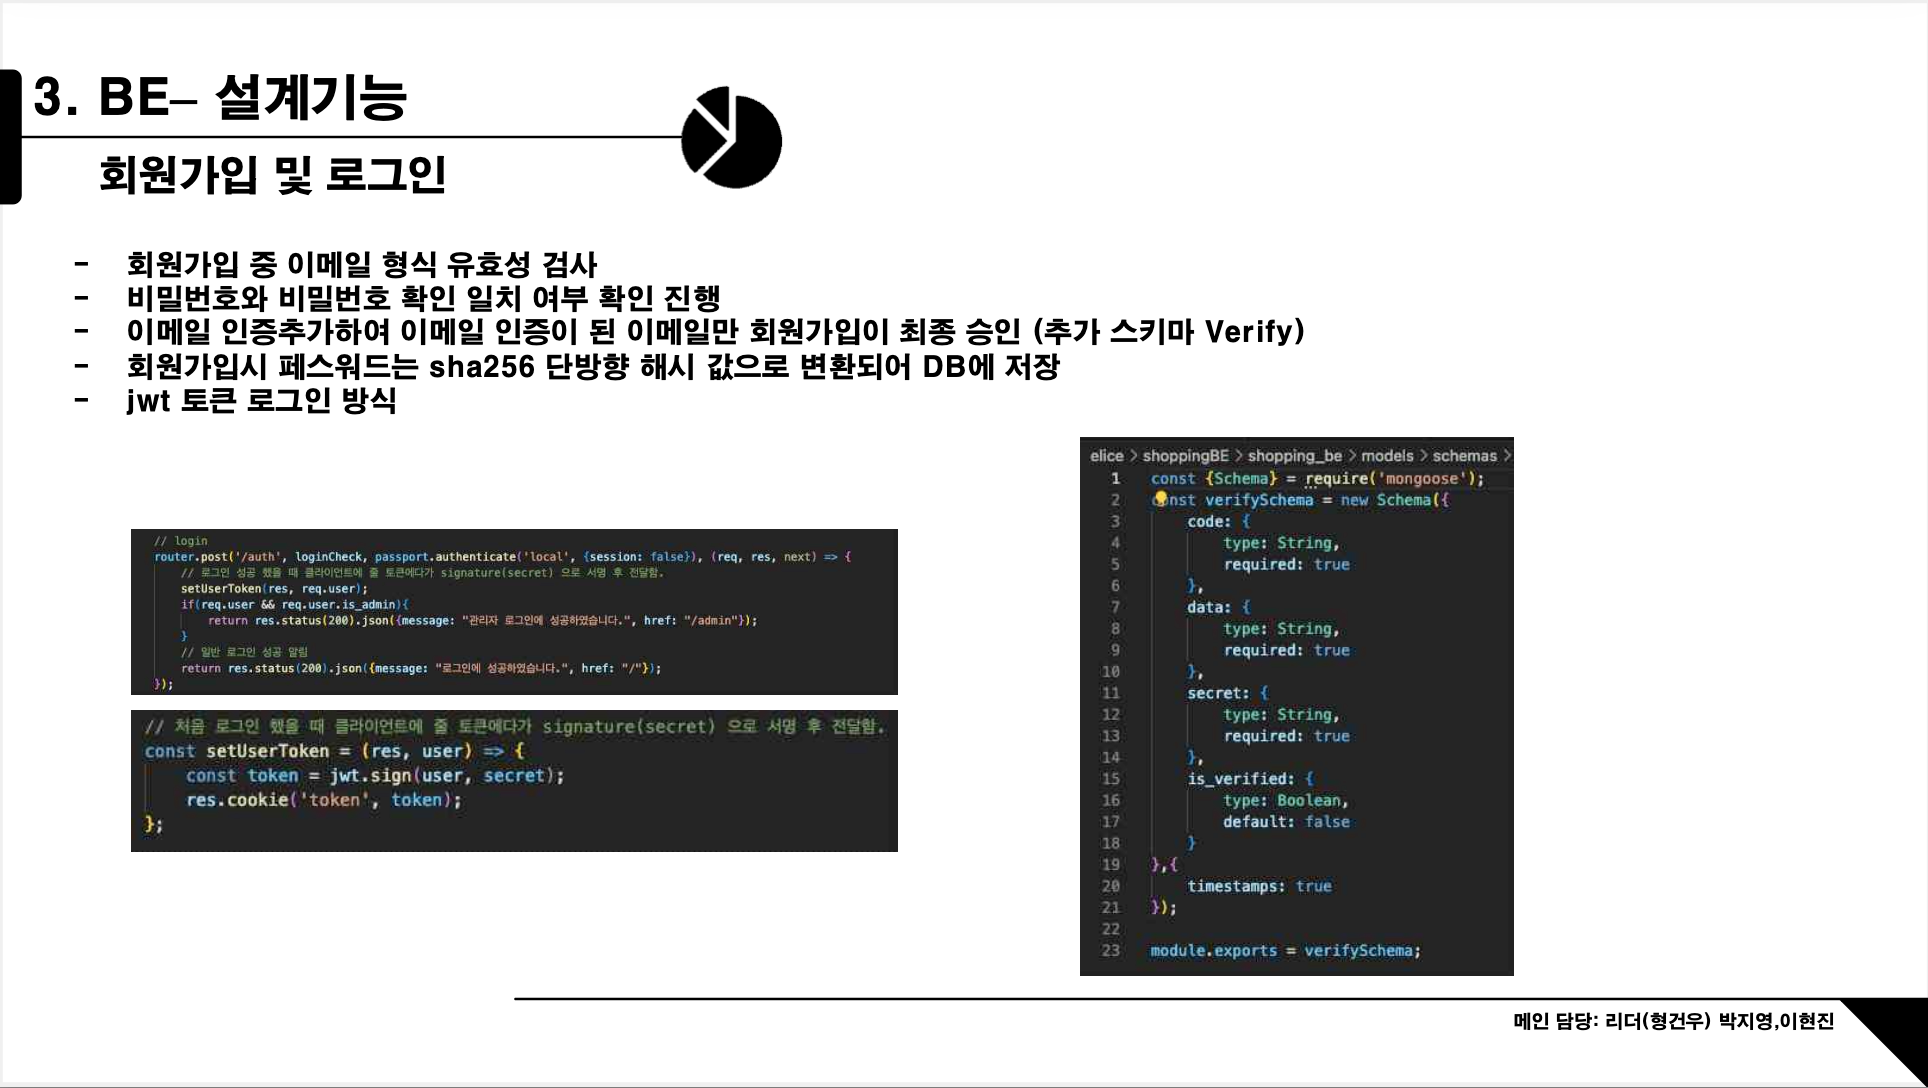 3. BE– 설계기능
회원가입 및 로그인
- 회원가입 중 이메일 형식 유효성 검사
- 비밀번호와 비밀번호 확인 일치 여부 확인 진행
- 이메일 인증추가하여 이메일 인증이 된 이메일만 회원가입이 최종 승인 (추가 스키마 Verify)
- 회원가입시 페스워드는 sha256 단방향 해시 값으로 변환되어 DB에 저장
- jwt 토큰 로그인 방식
// login
router.post('/auth', loginCheck, passport.authenticate('local', {session: false}), (req, res, next) => {
// 로그인 성공 했을 때 클라이언트에 줄 토큰에다가 signature(secret) 으로 서명 후 전달함.
setUserToken(res, req.user);
if(req.user && req.user.is_admin){
return res.status(200).json({message: "관리자 로그인에 성공하였습니다.", href: "/admin"});
}
// 일반 로그인 성공 알림
return res.status(200).json({message: "로그인에 성공하였습니다.", href: "/"});
});
// 처음 로그인 했을 때 클라이언트에 줄 토큰에다가 signature(secret) 으로 서명 후 전달함.
const setUserToken = (res, user) => {
const token = jwt.sign(user, secret);
res.cookie('token', token);
};
elice > shoppingBE > shopping_be > models > schemas >
1 const {Schema} = require('mongoose');
2 const verifySchema = new Schema({
3 code: {
4 type: String,
5 required: true
6 },
7 data: {
8 type: String,
9 required: true
10 },
11 secret: {
12 type: String,
13 required: true
14 },
15 is_verified: {
16 type: Boolean,
17 default: false
18 }
19 },{
20 timestamps: true
21 });
22
23 module.exports = verifySchema;
메인 담당: 리더(형건우) 박지영,이현진